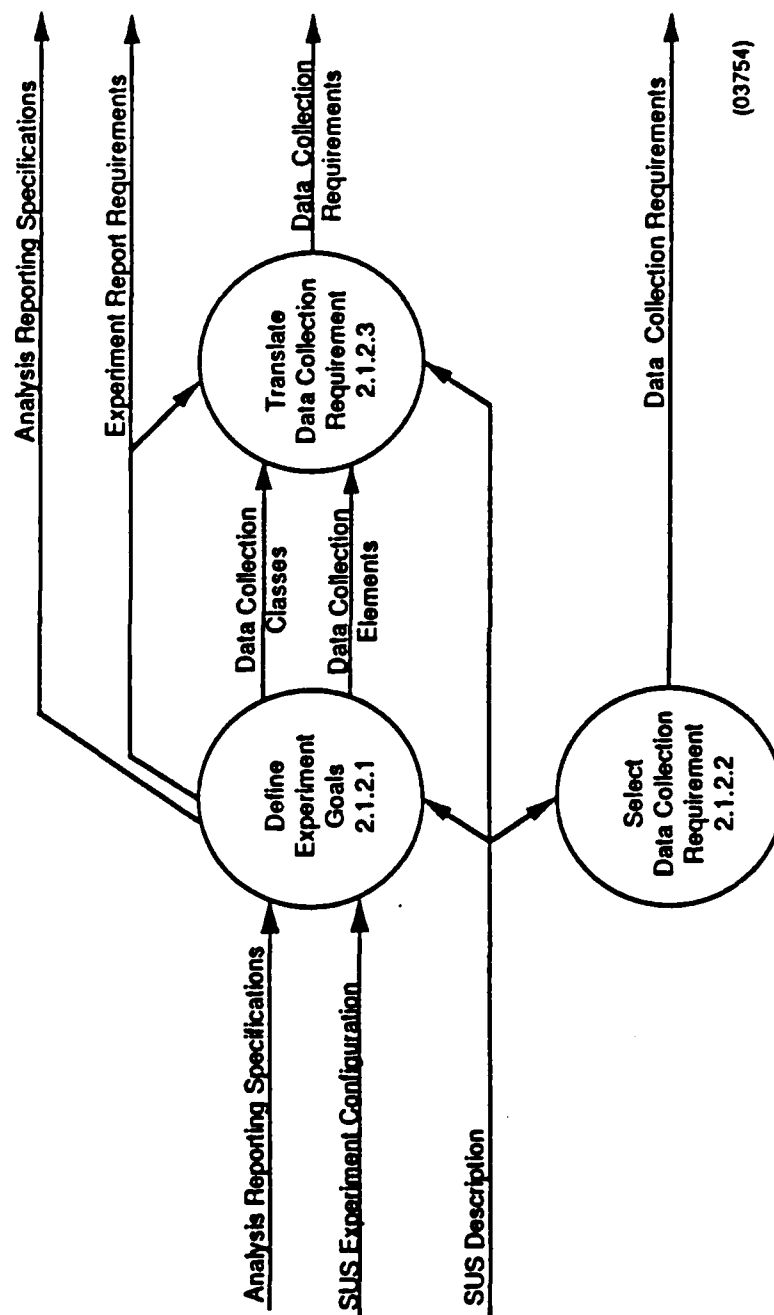 Analysis Reporting Specifications
Experiment Report Requirements
Data Collection
Requirements
Translate
Data Collection
Requirement
2.1.2.3
Data Collection
Classes
Data Collection
Elements
Define
Experiment
Goals
2.1.2.1
Analysis Reporting Specifications
SUS Experiment Configuration
SUS Description
Select
Data Collection
Requirement
2.1.2.2
Data Collection Requirements
(03754)